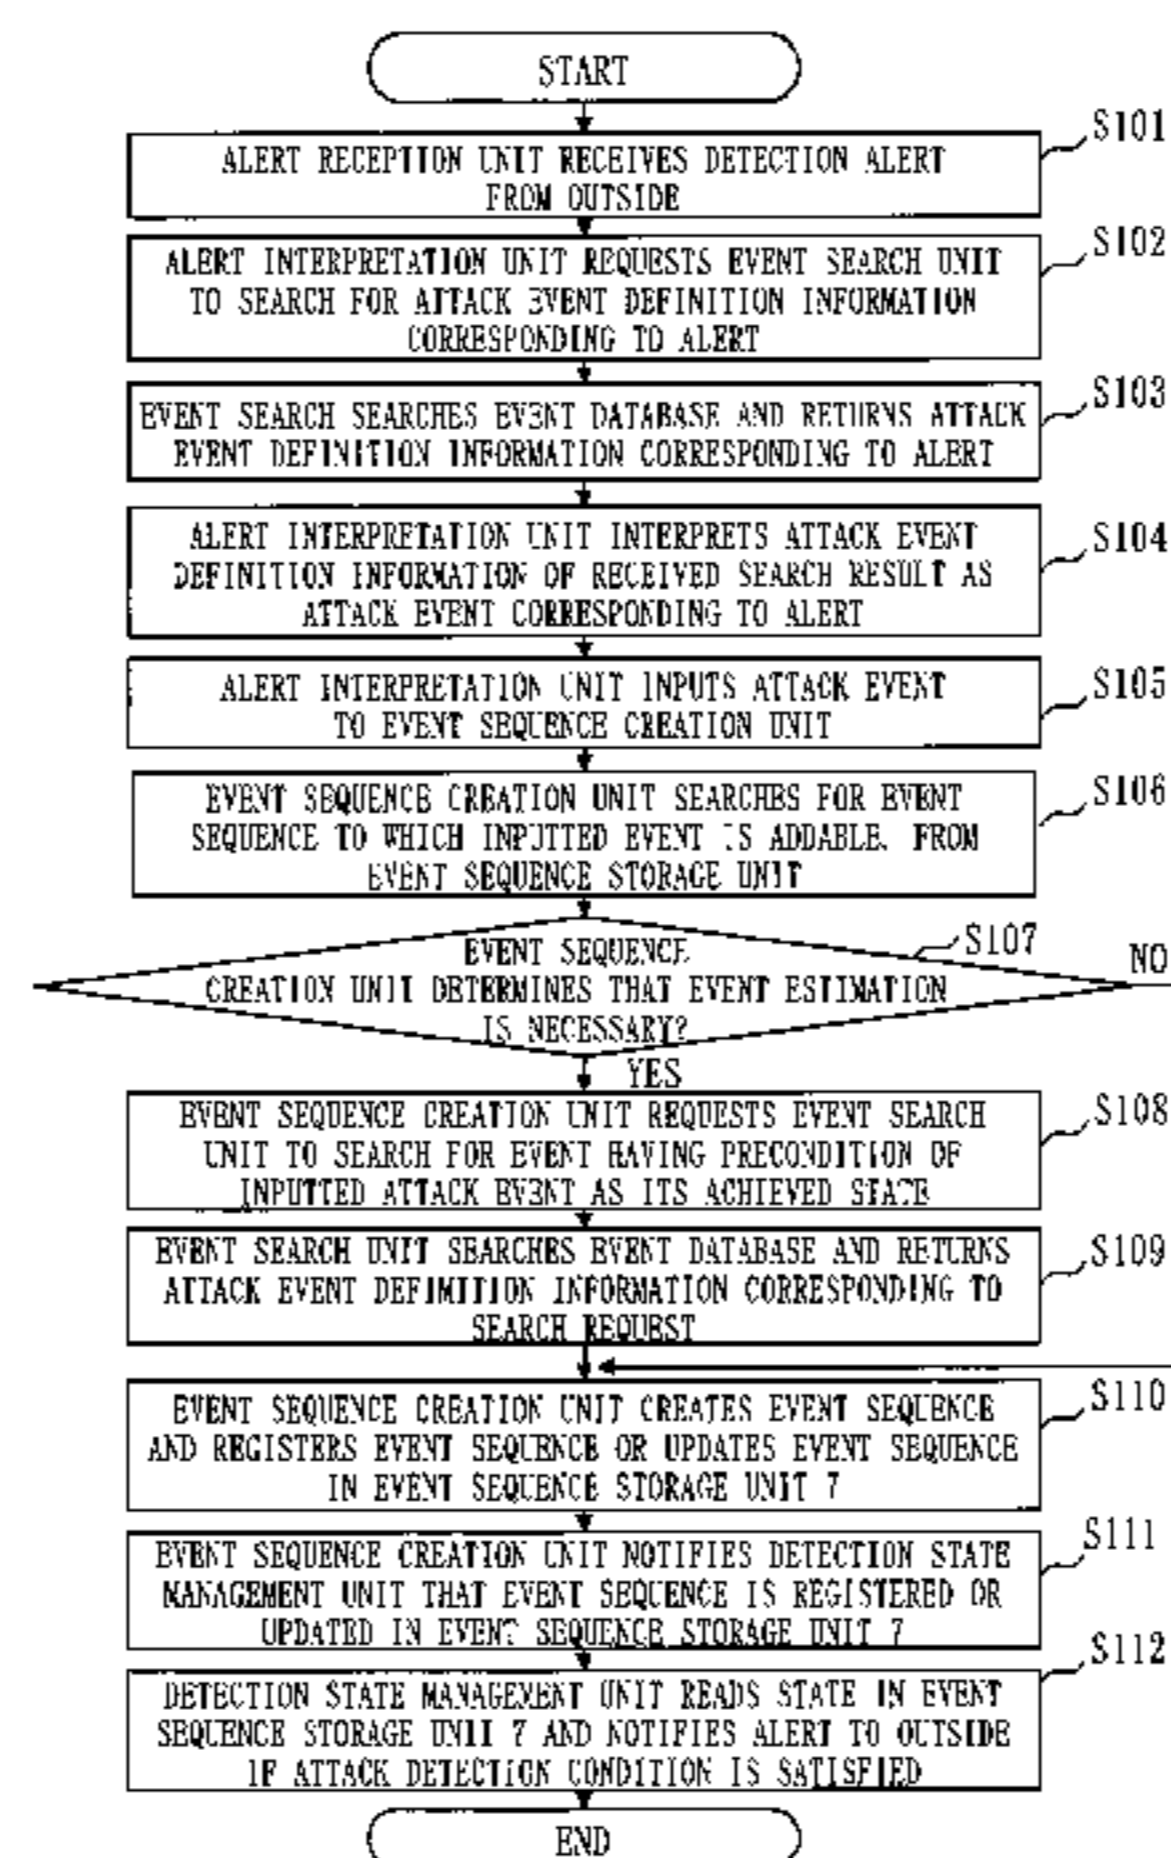 START
S101
ALERT RECEPTION UNIT RECEIVES DETECTION ALERT
FROM OUTSIDE
S102
ALERT INTERPRETATION UNIT REQUESTS EVENT SEARCH UNIT
TO SEARCH FOR ATTACK EVENT DEFINITION INFORMATION
CORRESPONDING TO ALERT
S103
EVENT SEARCH SEARCHES EVENT DATABASE AND RETURNS ATTACK
EVENT DEFINITION INFORMATION CORRESPONDING TO ALERT
S104
ALERT INTERPRETATION UNIT INTERPRETS ATTACK EVENT
DEFINITION INFORMATION OF RECEIVED SEARCH RESULT AS
ATTACK EVENT CORRESPONDING TO ALERT
S105
ALERT INTERPRETATION UNIT INPUTS ATTACK EVENT
TO EVENT SEQUENCE CREATION UNIT
S106
EVENT SEQUENCE CREATION UNIT SEARCHES FOR EVENT
SEQUENCE TO WHICH INPUTTED EVENT IS ADDABLE, FROM
EVENT SEQUENCE STORAGE UNIT
S107
EVENT SEQUENCE
CREATION UNIT DETERMINES THAT EVENT ESTIMATION
IS NECESSARY?
NO
YES
S108
EVENT SEQUENCE CREATION UNIT REQUESTS EVENT SEARCH
UNIT TO SEARCH FOR EVENT HAVING PRECONDITION OF
INPUTTED ATTACK EVENT AS ITS ACHIEVED STATE
S109
EVENT SEARCH UNIT SEARCHES EVENT DATABASE AND RETURNS
ATTACK EVENT DEFIMITION INFORMATION CORRESPONDING TO
SEARCH REQUEST
S110
EVENT SEQUENCE CREATION UNIT CREATES EVENT SEQUENCE
AND REGISTERS EVENT SEQUENCE OR UPDATES EVENT SEQUENCE
IN EVENT SEQUENCE STORAGE UNIT 7
S111
EVENT SEQUENCE CREATION UNIT NOTIFIES DETECTION STATE
MANAGEMENT UNIT THAT EVENT SEQUENCE IS REGISTERED OR
UPDATED IN EVENT SEQUENCE STORAGE UNIT 7
S112
DETECTION STATE MANAGEMENT UNIT READS STATE IN EVENT
SEQUENCE STORAGE UNIT 7 AND NOTIFIES ALERT TO OUTSIDE
IF ATTACK DETECTION CONDITION IS SATISFIED
END